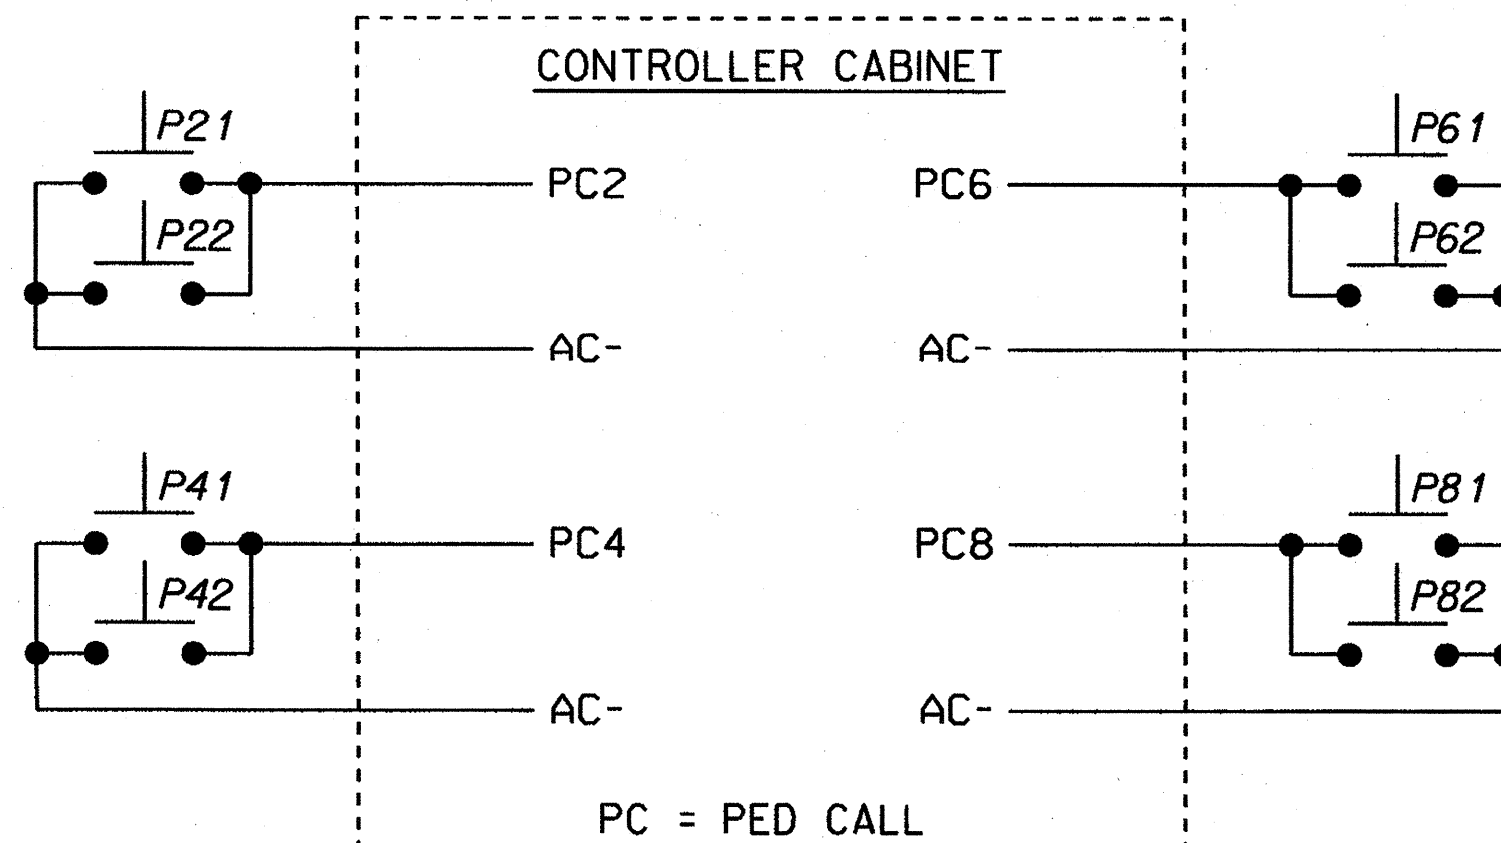 CONTROLLER CABINET
P21
P61
PC2
PC6
P22
P62
AC-
AC-
P41
P81
PC4
PC8
P42
P82
AC-
AC-
PC = PED CALL